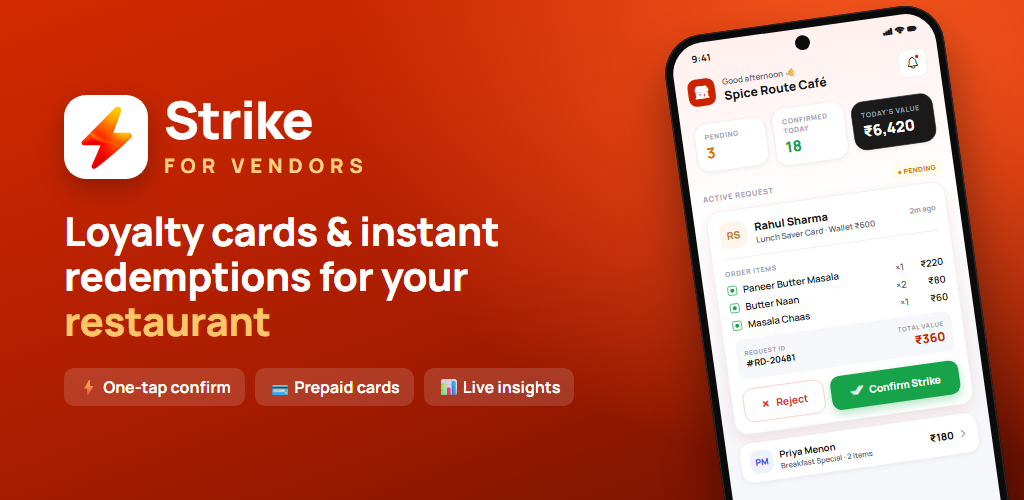 Strike
FOR VENDORS
Loyalty cards & instant
redemptions for your
restaurant
One-tap confirm
Prepaid cards
Live insights
9:41
Good afternoon
Spice Route Café
PENDING
3
CONFIRMED
TODAY
18
TODAY'S VALUE
₹6,420
ACTIVE REQUEST
• PENDING
RS
Rahul Sharma
Lunch Saver Card · Wallet ₹600
2m ago
ORDER ITEMS
Paneer Butter Masala ×1 ₹220
Butter Naan ×2 ₹80
Masala Chaas ×1 ₹60
REQUEST ID
#RD-20481
TOTAL VALUE
₹360
× Reject
Confirm Strike
PM
Priya Menon
Breakfast Special · 2 items
₹180 >